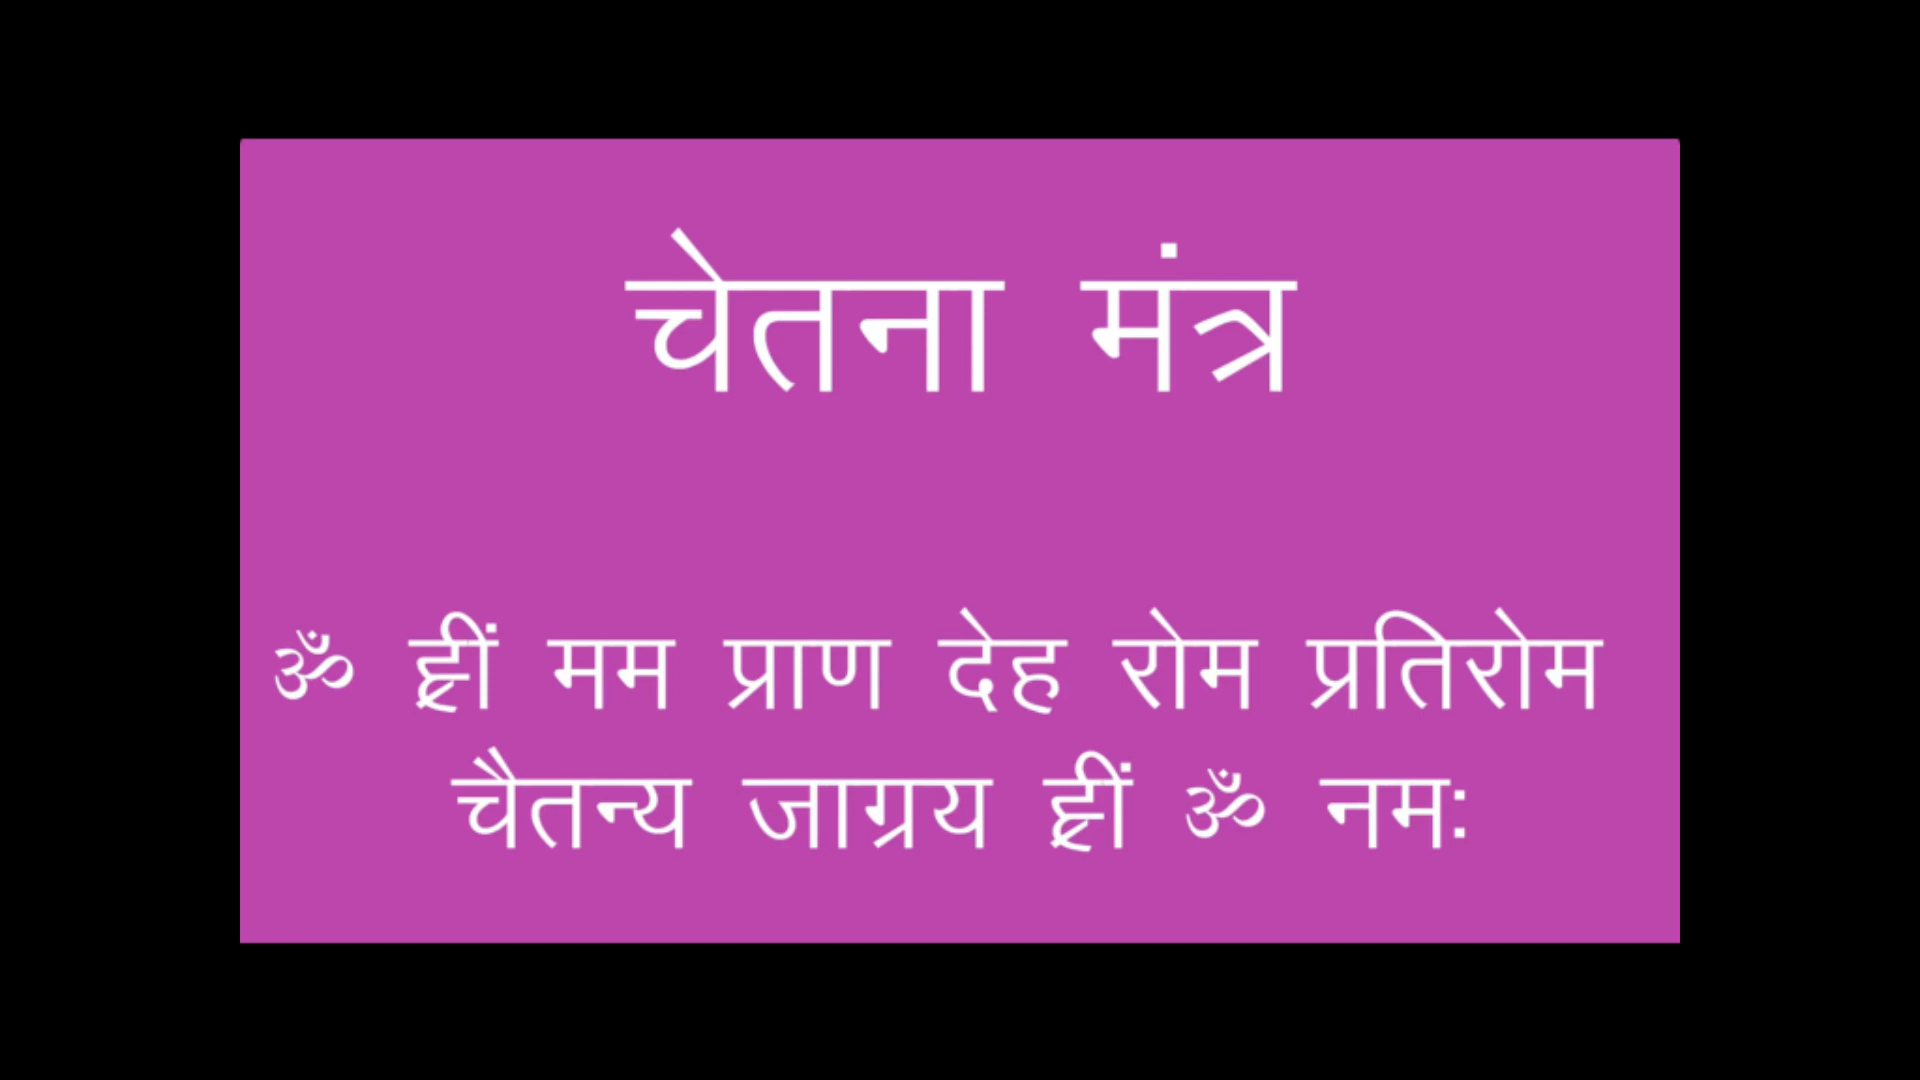 चेतना मंत्र
ॐ ह्रीं मम प्राण देह रोम प्रतिरोम
चैतन्य जाग्रय ह्रीं ॐ नम: